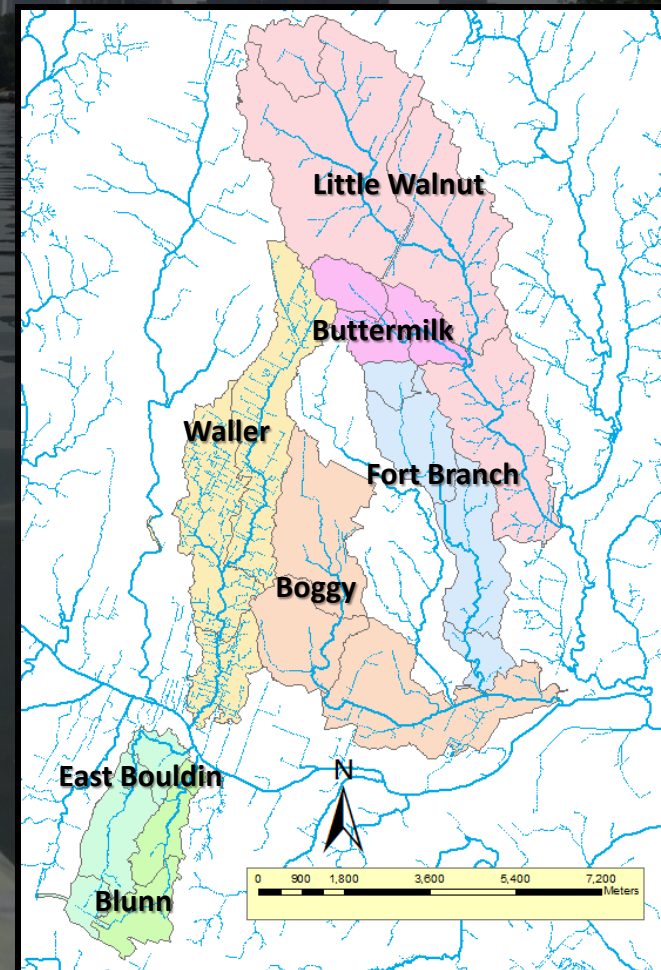 Little Walnut
Buttermilk
Waller
Fort Branch
Boggy
East Bouldin
N
Blunn
0 900 1,800 3,600 5,400 7,200
Meters